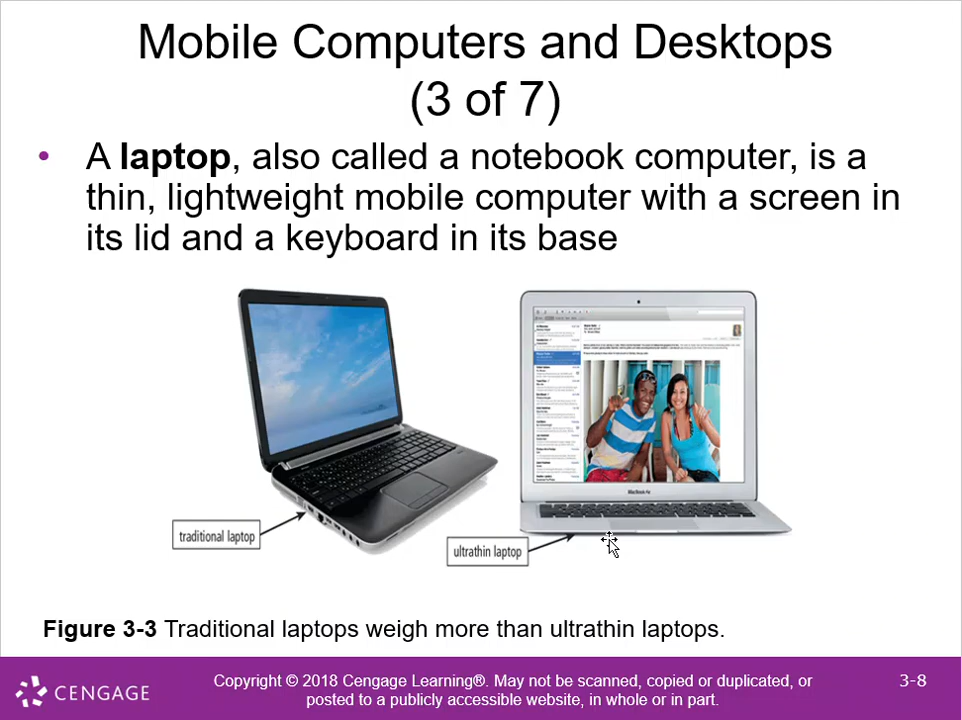 Mobile Computers and Desktops
(3 of 7)
• A laptop, also called a notebook computer, is a
thin, lightweight mobile computer with a screen in
its lid and a keyboard in its base
traditional laptop
ultrathin laptop
Figure 3-3 Traditional laptops weigh more than ultrathin laptops.
CENGAGE
Copyright © 2018 Cengage Learning®. May not be scanned, copied or duplicated, or
posted to a publicly accessible website, in whole or in part.
3-8